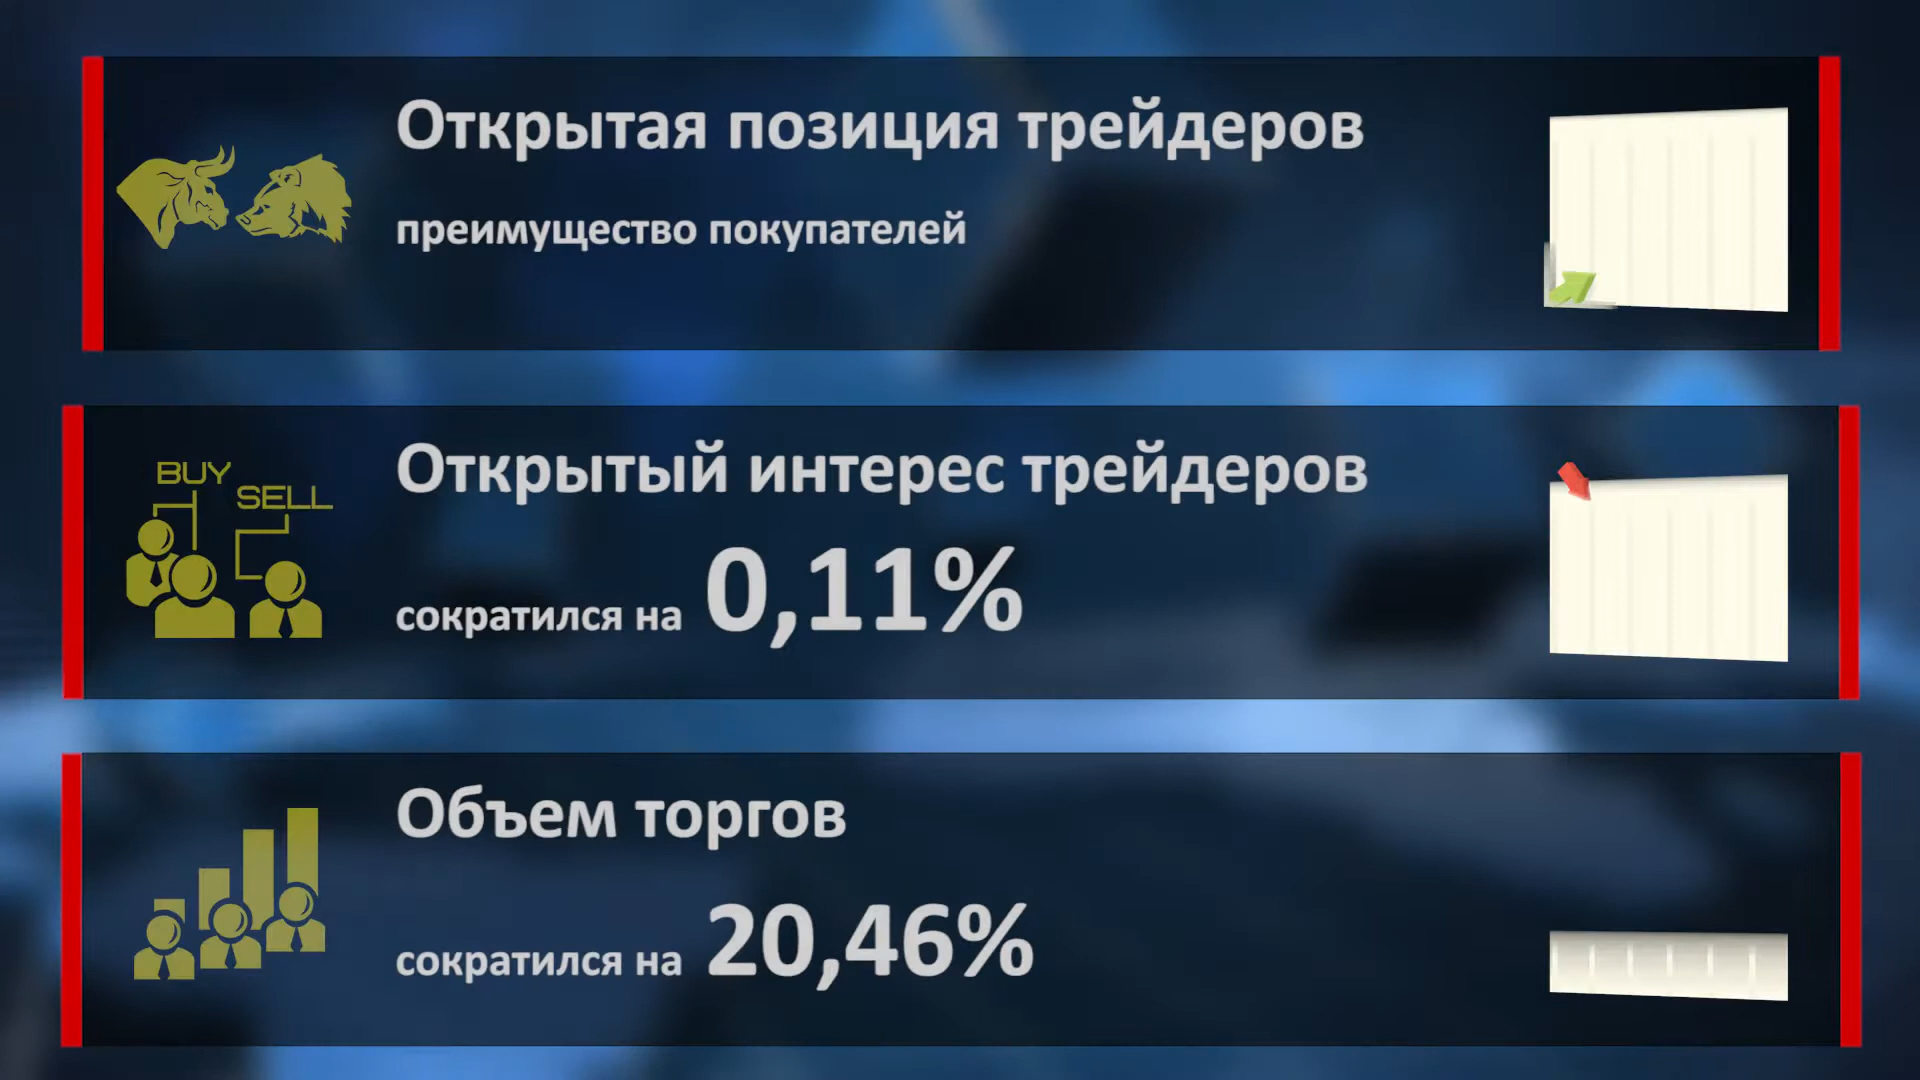 Открытая позиция трейдеров
преимущество покупателей
BUY
SELL
Открытый интерес трейдеров
сократился на 0,11%
Объем торгов
сократился на 20,46%